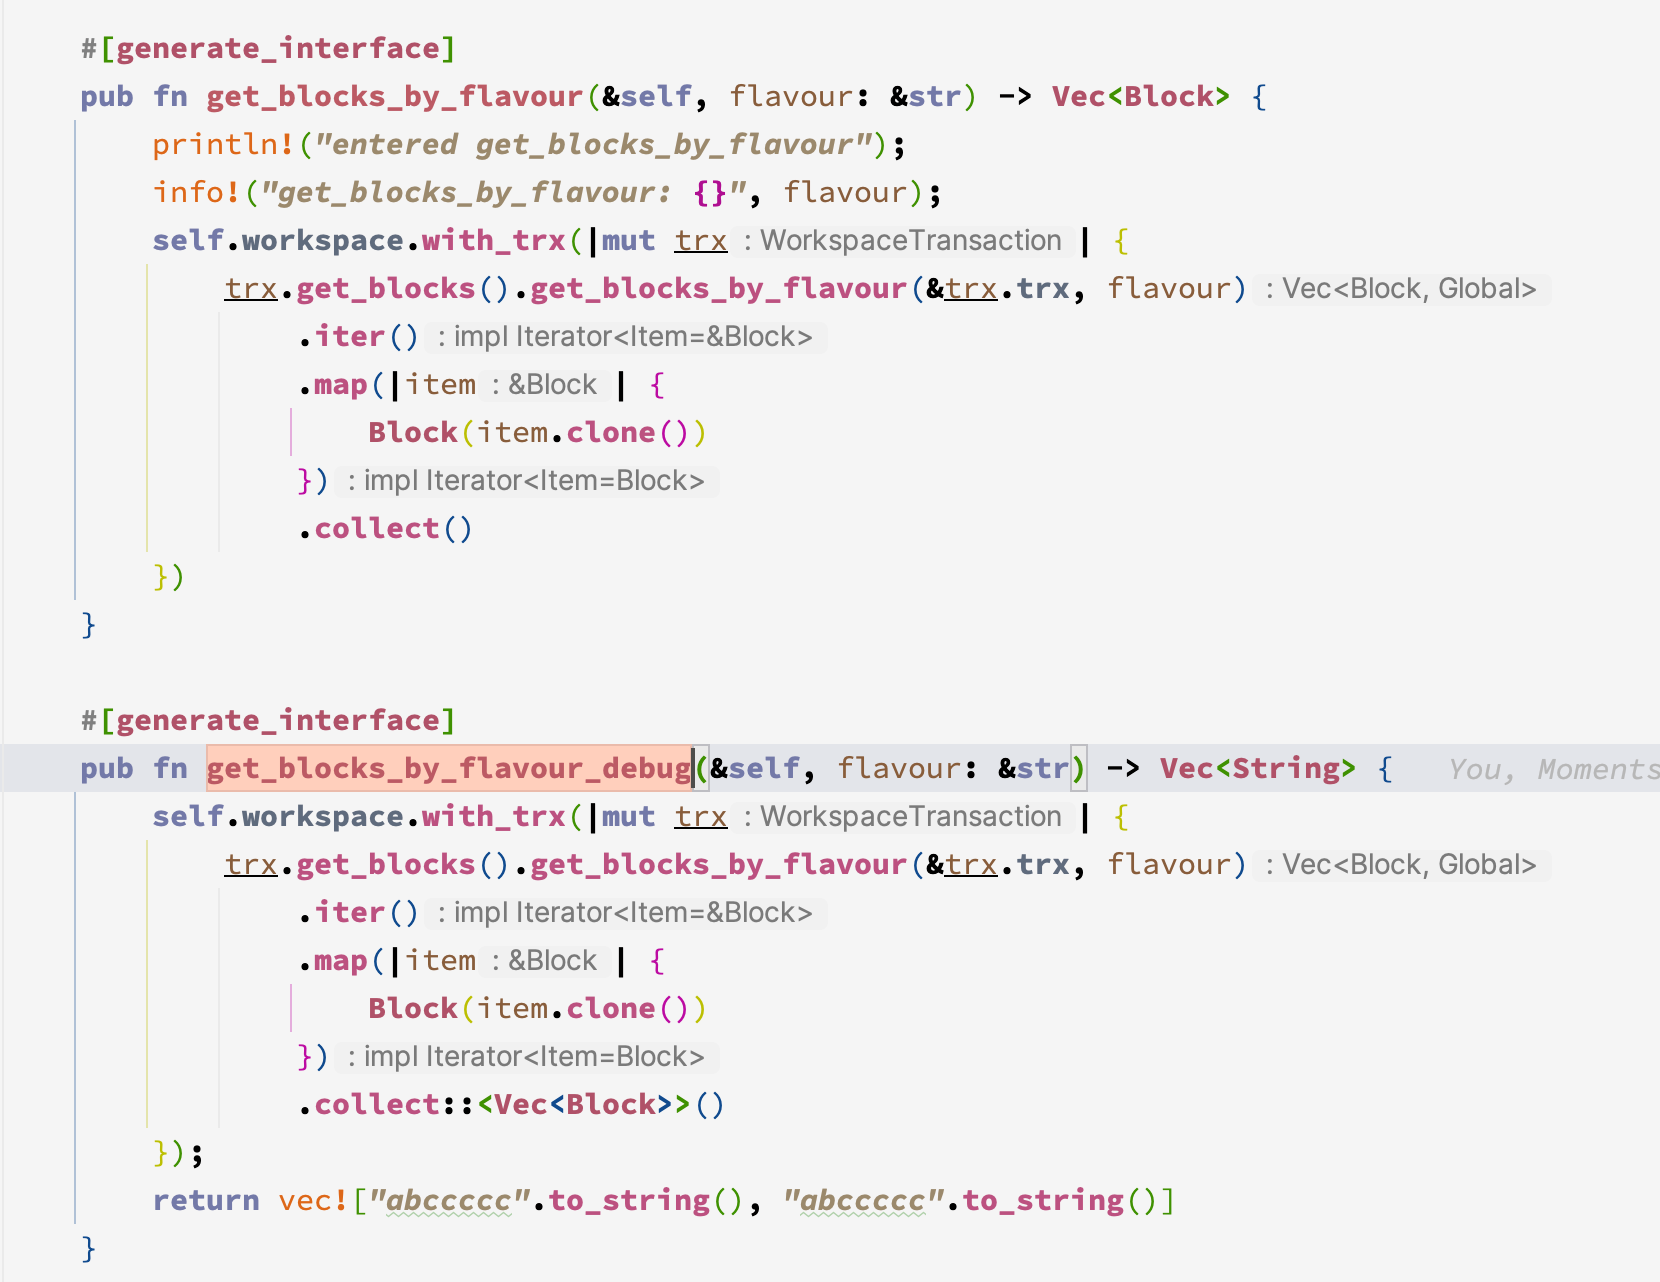 #[generate_interface]
pub fn get_blocks_by_flavour(&self, flavour: &str) -> Vec<Block> {
    println!("entered get_blocks_by_flavour");
    info!("get_blocks_by_flavour: {}", flavour);
    self.workspace.with_trx(|mut trx : WorkspaceTransaction | {
        trx.get_blocks().get_blocks_by_flavour(&trx.trx, flavour) : Vec<Block, Global>
            .iter() : impl Iterator<Item=&Block>
            .map(|item : &Block | {
                Block(item.clone())
            }) : impl Iterator<Item=Block>
            .collect()
    })
}
#[generate_interface]
pub fn get_blocks_by_flavour_debug(&self, flavour: &str) -> Vec<String> { You, Moments
    self.workspace.with_trx(|mut trx : WorkspaceTransaction | {
        trx.get_blocks().get_blocks_by_flavour(&trx.trx, flavour) : Vec<Block, Global>
            .iter() : impl Iterator<Item=&Block>
            .map(|item : &Block | {
                Block(item.clone())
            }) : impl Iterator<Item=Block>
            .collect::<Vec<Block>>()
    });
    return vec!["abccccc".to_string(), "abccccc".to_string()]
}